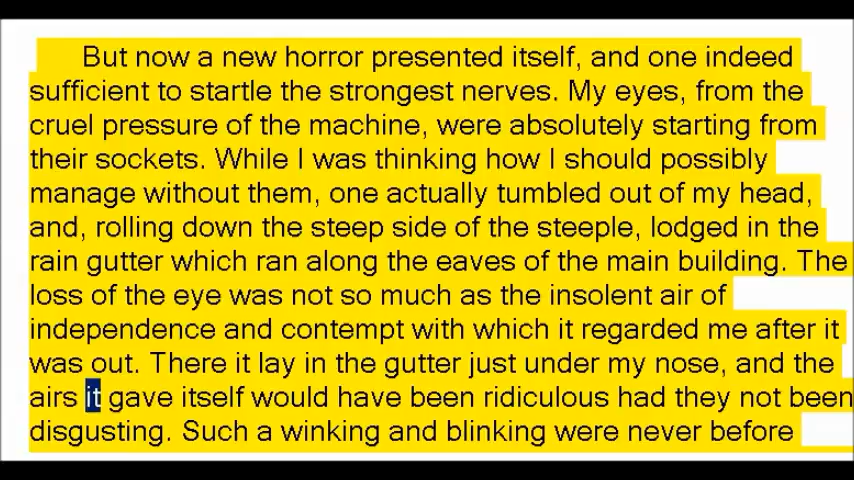 But now a new horror presented itself, and one indeed
sufficient to startle the strongest nerves. My eyes, from the
cruel pressure of the machine, were absolutely starting from
their sockets. While I was thinking how I should possibly
manage without them, one actually tumbled out of my head,
and, rolling down the steep side of the steeple, lodged in the
rain gutter which ran along the eaves of the main building. The
loss of the eye was not so much as the insolent air of
independence and contempt with which it regarded me after it
was out. There it lay in the gutter just under my nose, and the
airs it gave itself would have been ridiculous had they not been
disgusting. Such a winking and blinking were never before